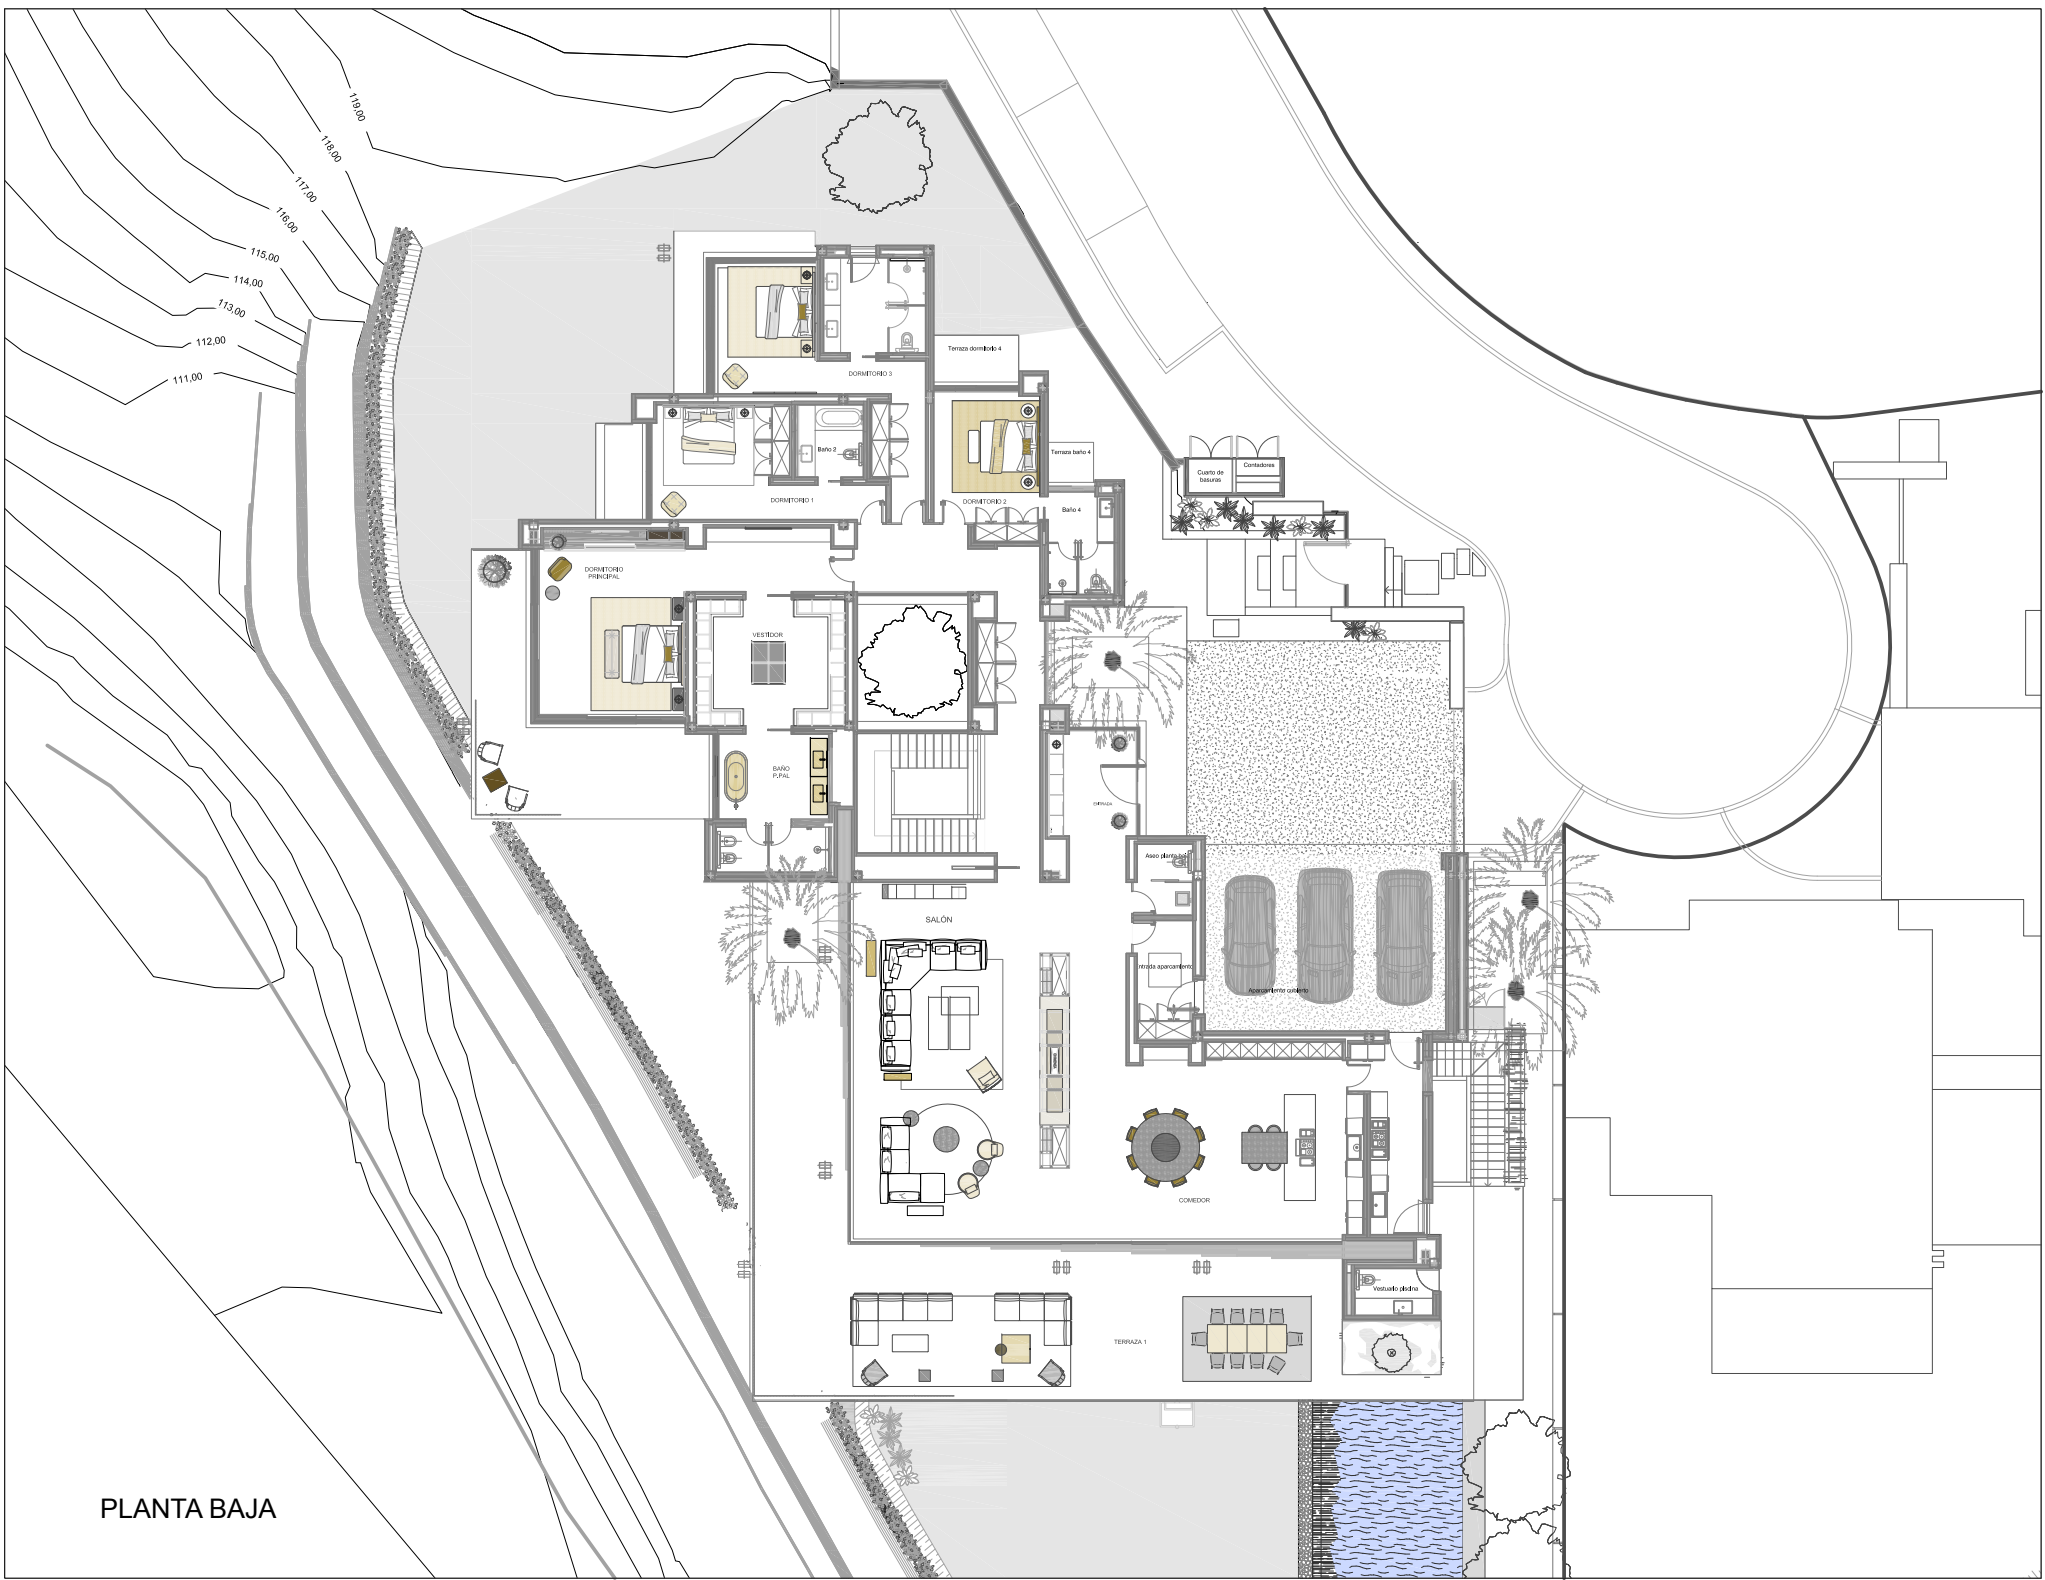 119,00
118,00
117,00
116,00
115,00
114,00
113,00
112,00
111,00
Terraza dormitorio 4
DORMITORIO 3
Terraza baño 4
Baño 2
DORMITORIO 1
DORMITORIO 2
Baño 4
Cuarto de
basuras
Contadores
DORMITORIO
PRINCIPAL
VESTIDOR
BAÑO
P.PAL
ENTRADA
Aseo planta
SALÓN
ntrada aparcamiento
Aparcamiento cubierto
COMEDOR
Vestuario piscina
TERRAZA 1
PLANTA BAJA